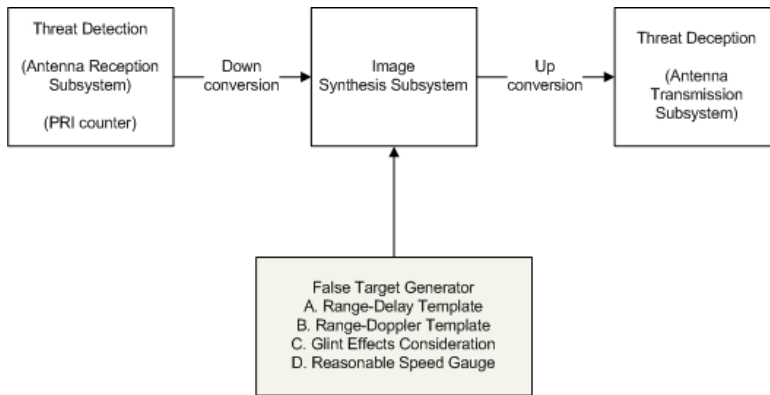 Threat Detection
(Antenna Reception
Subsystem)
(PRI counter)
Down
conversion
Image
Synthesis Subsystem
Up
conversion
Threat Deception
(Antenna
Transmission
Subsystem)
False Target Generator
A. Range-Delay Template
B. Range-Doppler Template
C. Glint Effects Consideration
D. Reasonable Speed Gauge